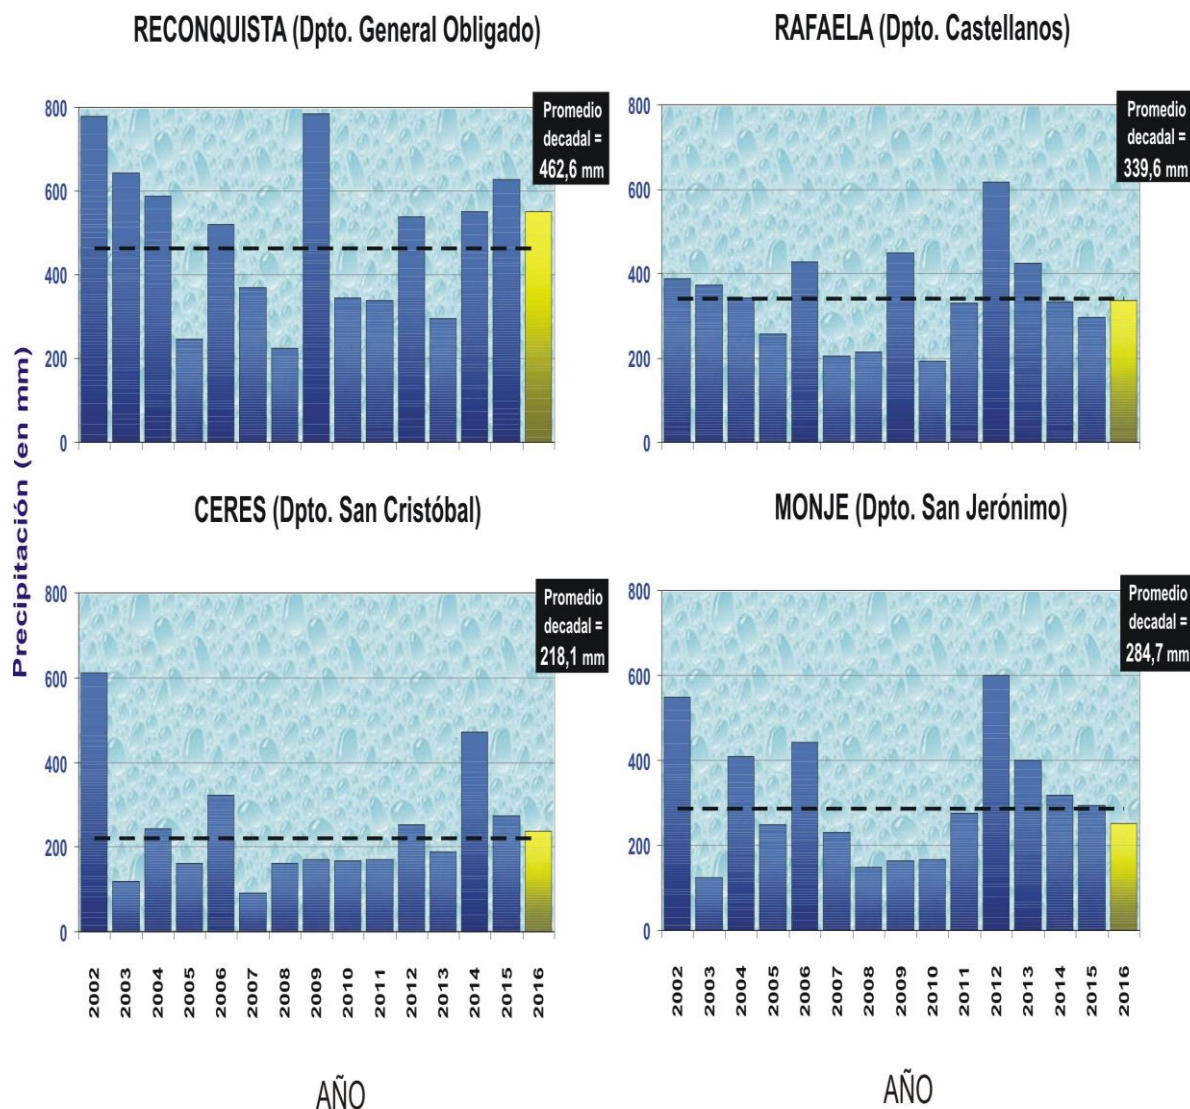 RECONQUISTA (Dpto. General Obligado)
800
600
400
200
0
Promedio
decadal =
462,6 mm
RAFAELA (Dpto. Castellanos)
800
600
400
200
0
Promedio
decadal =
339,6 mm
Precipitación (en mm)
CERES (Dpto. San Cristóbal)
800
600
400
200
0
Promedio
decadal =
218,1 mm
2002
2003
2004
2005
2006
2007
2008
2009
2010
2011
2012
2013
2014
2015
2016
AÑO
MONJE (Dpto. San Jerónimo)
800
600
400
200
0
Promedio
decadal =
284,7 mm
2002
2003
2004
2005
2006
2007
2008
2009
2010
2011
2012
2013
2014
2015
2016
AÑO